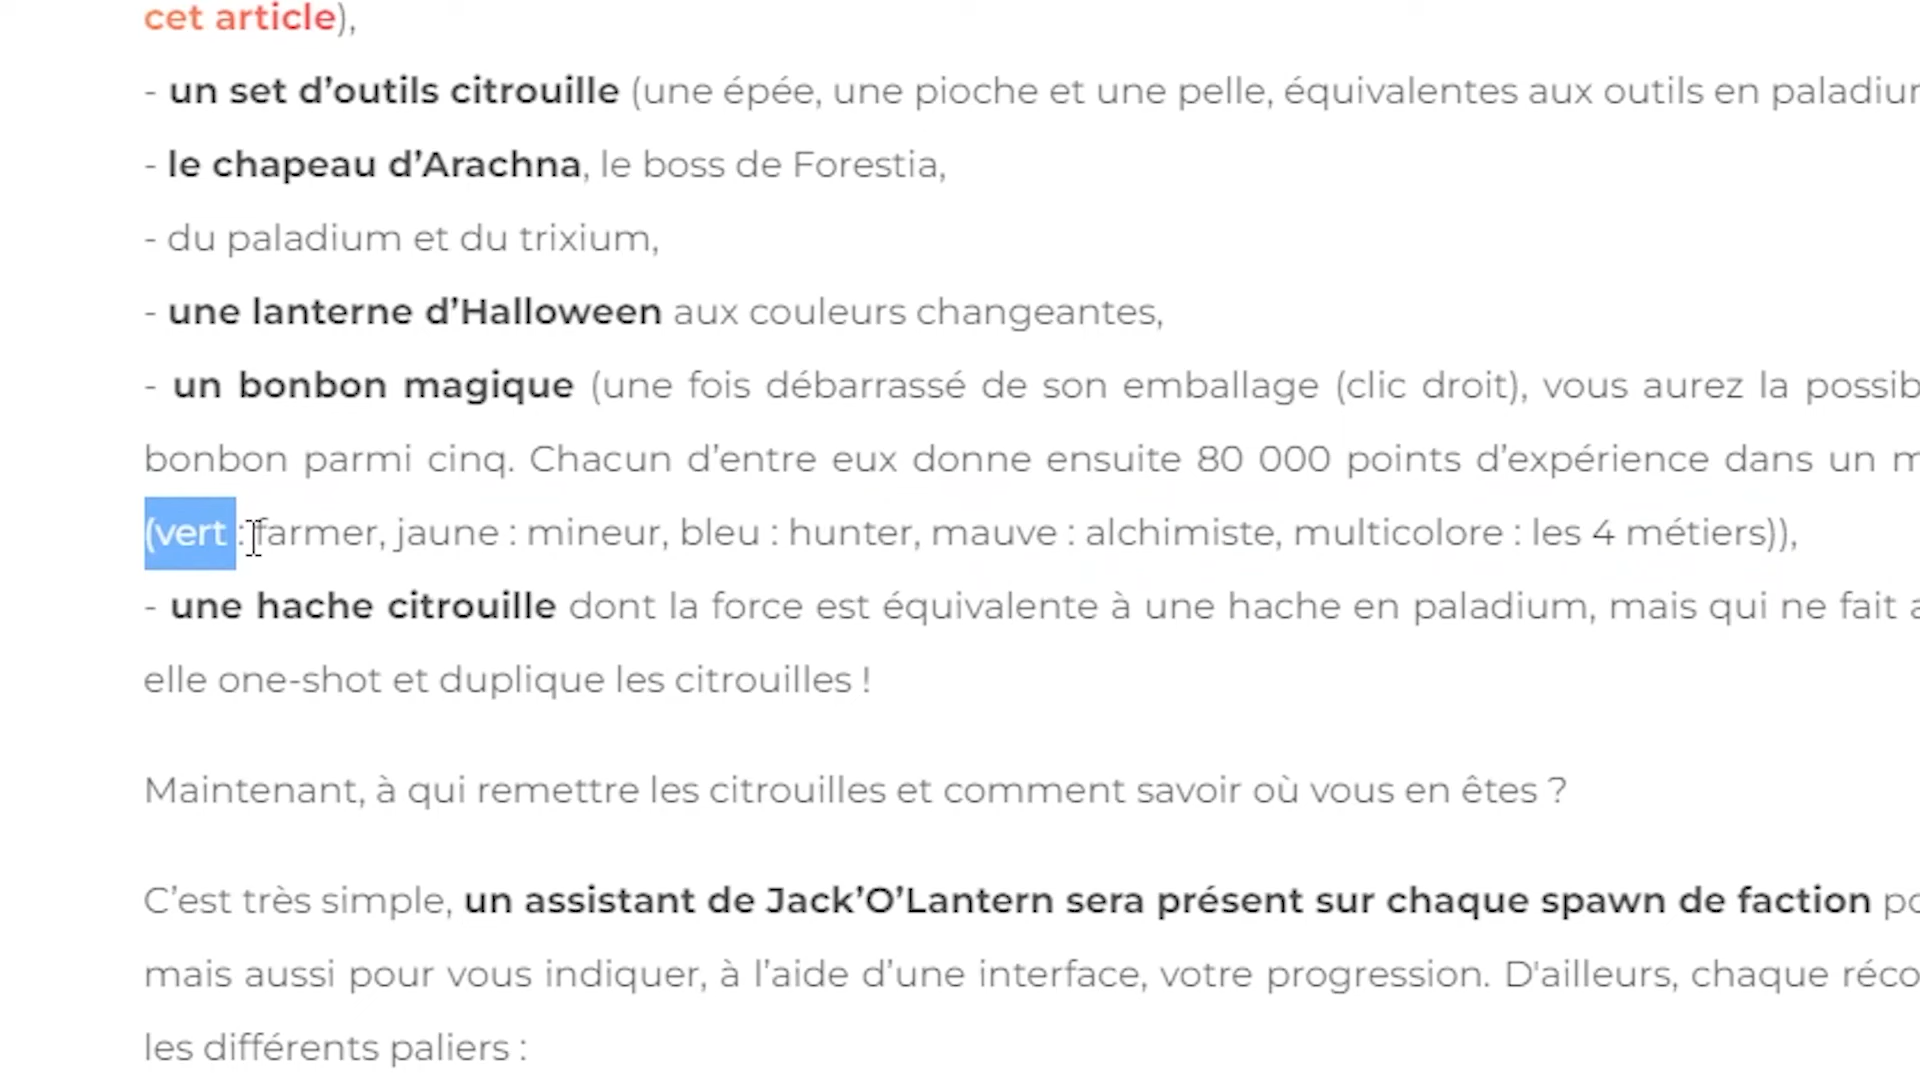 cet article),
- un set d’outils citrouille (une épée, une pioche et une pelle, équivalentes aux outils en
- le chapeau d’Arachna, le boss de Forestia,
- du paladium et du trixium,
- une lanterne d’Halloween aux couleurs changeantes,
- un bonbon magique (une fois débarrassé de son emballage (clic droit), vous aurez la
bonbon parmi cinq. Chacun d’entre eux donne ensuite 80 000 points d’expérience dans un
(vert : farmer, jaune : mineur, bleu : hunter, mauve : alchimiste, multicolore : les 4 métiers)),
- une hache citrouille dont la force est équivalente à une hache en paladium, mais qui ne fait
elle one-shot et duplique les citrouilles !
Maintenant, à qui remettre les citrouilles et comment savoir où vous en êtes ?
C’est très simple, un assistant de Jack’O’Lantern sera présent sur chaque spawn de faction
mais aussi pour vous indiquer, à l’aide d’une interface, votre progression. D'ailleurs, chaque
les différents paliers :